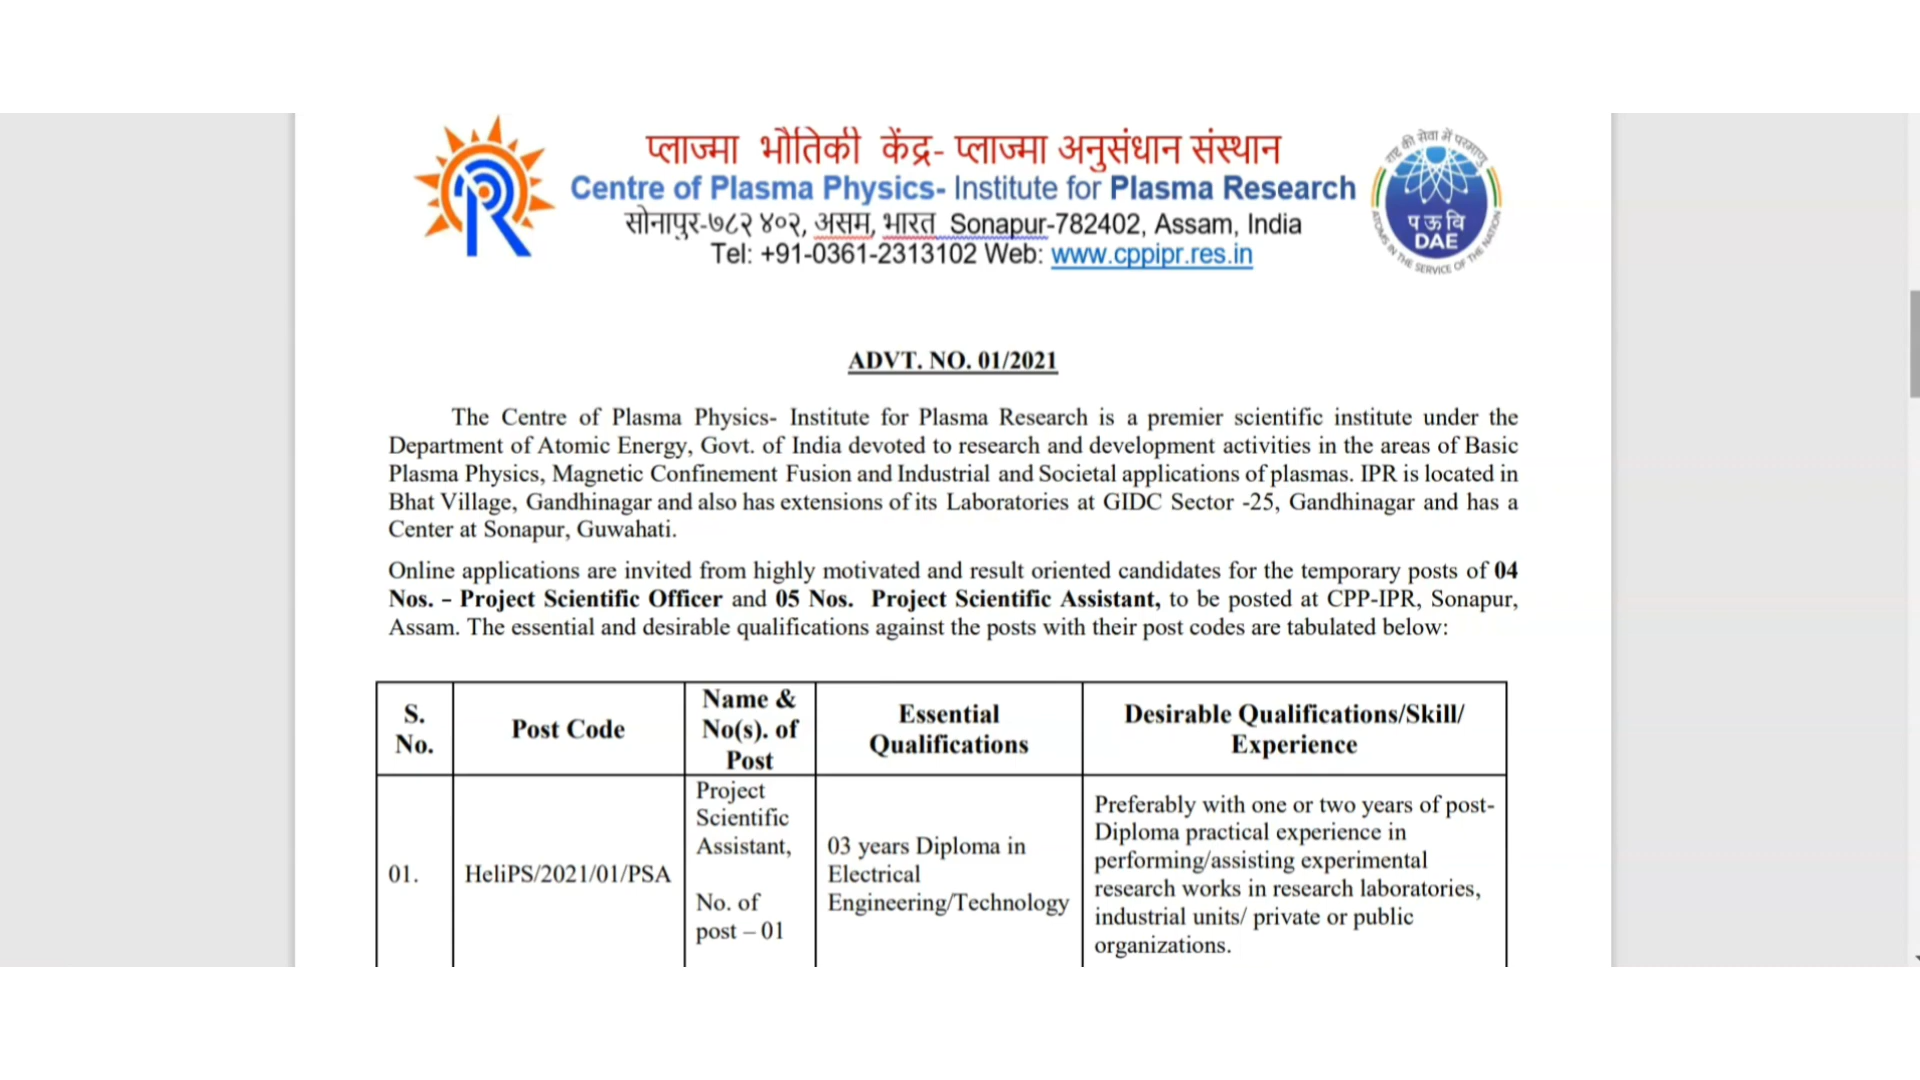 प्लाज्मा भौतिकी केंद्र- प्लाज्मा अनुसंधान संस्थान
Centre of Plasma Physics- Institute for Plasma Research
सोनापुर-७८२ ४०२, असम, भारत Sonapur-782402, Assam, India
Tel: +91-0361-2313102 Web: www.cppipr.res.in
राष्ट्र की सेवा में परमाणु
प ऊ वि
DAE
ATOMS IN THE SERVICE OF THE NATION
ADVT. NO. 01/2021
The Centre of Plasma Physics- Institute for Plasma Research is a premier scientific institute under the
Department of Atomic Energy, Govt. of India devoted to research and development activities in the areas of Basic
Plasma Physics, Magnetic Confinement Fusion and Industrial and Societal applications of plasmas. IPR is located in
Bhat Village, Gandhinagar and also has extensions of its Laboratories at GIDC Sector -25, Gandhinagar and has a
Center at Sonapur, Guwahati.
Online applications are invited from highly motivated and result oriented candidates for the temporary posts of 04
Nos. – Project Scientific Officer and 05 Nos. Project Scientific Assistant, to be posted at CPP-IPR, Sonapur,
Assam. The essential and desirable qualifications against the posts with their post codes are tabulated below:
S.
No.
Post Code
Name &
No(s). of
Post
Essential
Qualifications
Desirable Qualifications/Skill/
Experience
01.
HeliPS/2021/01/PSA
Project
Scientific
Assistant,
No. of
post – 01
03 years Diploma in
Electrical
Engineering/Technology
Preferably with one or two years of post-
Diploma practical experience in
performing/assisting experimental
research works in research laboratories,
industrial units/ private or public
organizations.